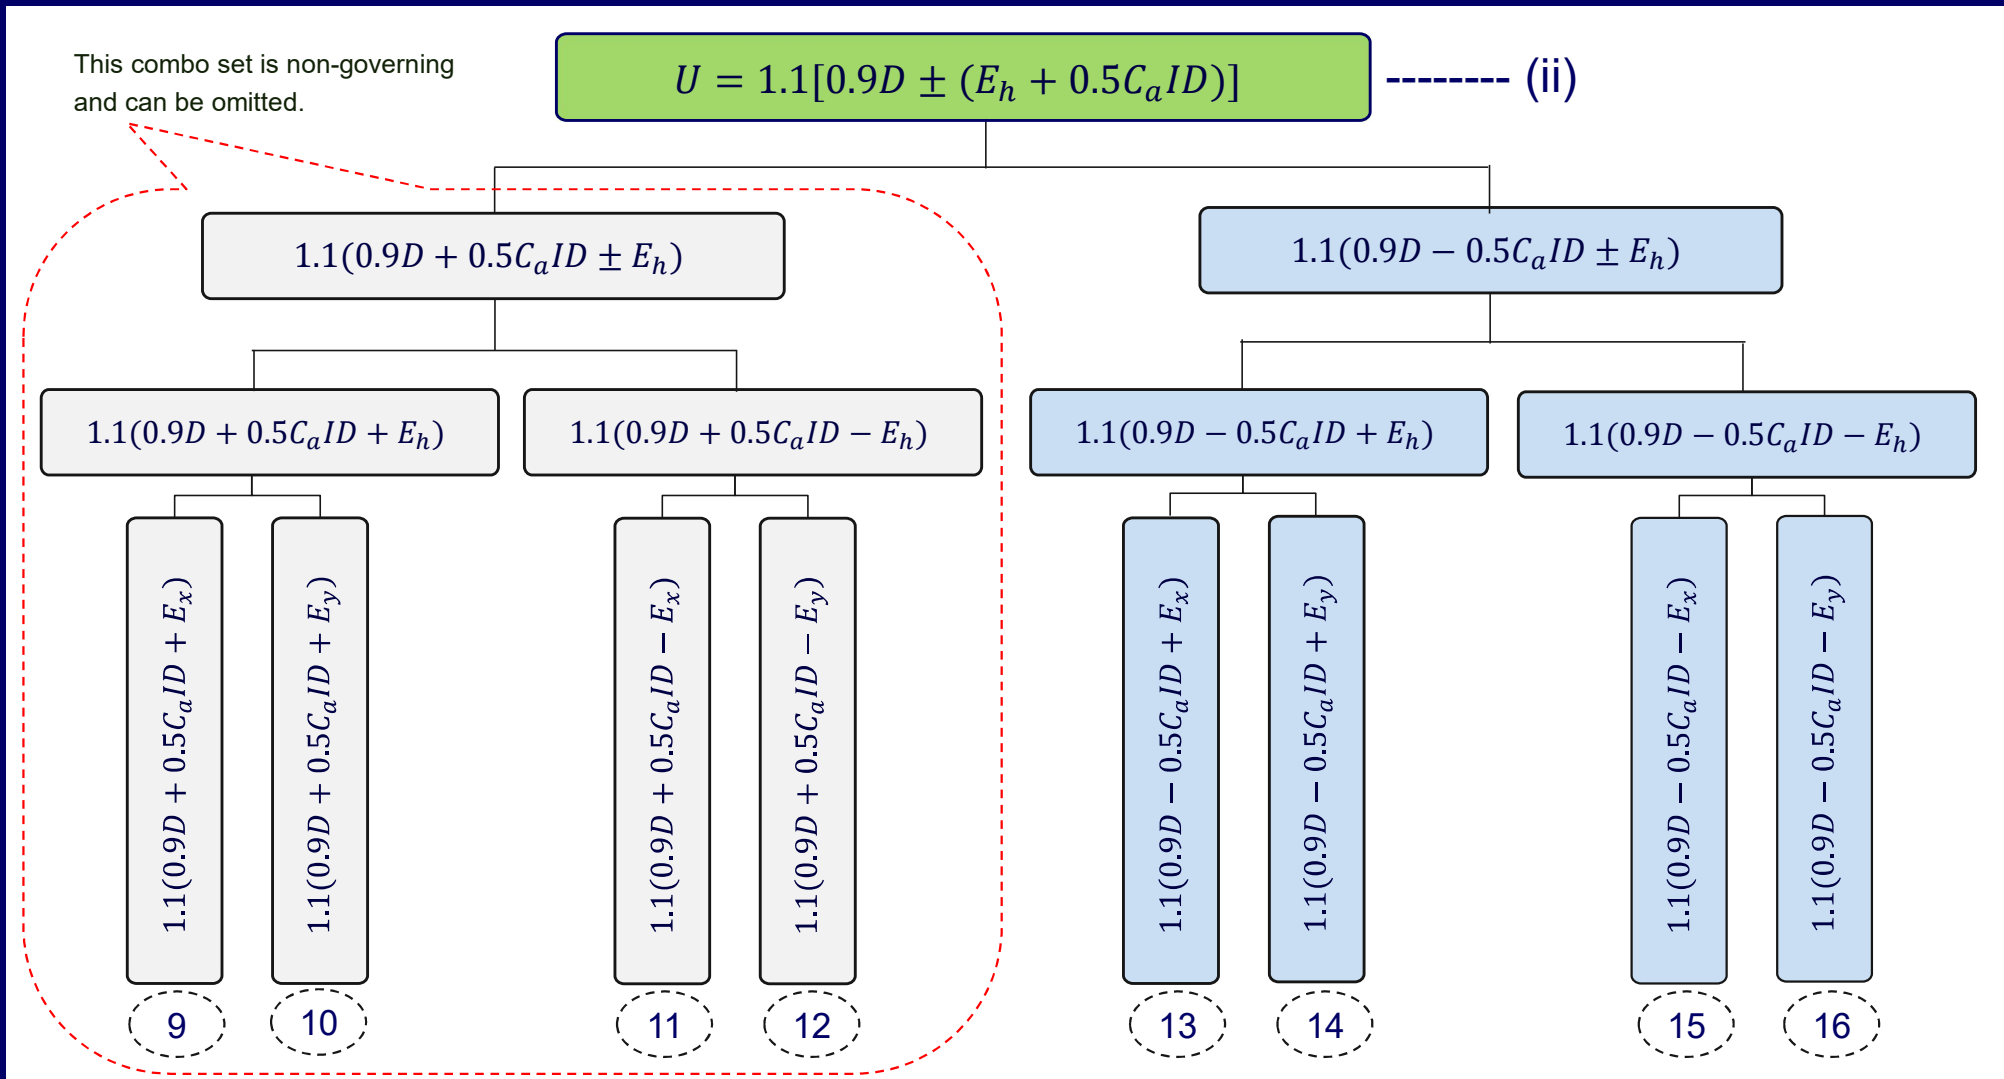 This combo set is non-governing
and can be omitted.
U = 1.1[0.9D ± (E_h + 0.5C_aID)]
-------- (ii)
1.1(0.9D + 0.5C_aID ± E_h)
1.1(0.9D − 0.5C_aID ± E_h)
1.1(0.9D + 0.5C_aID + E_h)
1.1(0.9D + 0.5C_aID − E_h)
1.1(0.9D − 0.5C_aID + E_h)
1.1(0.9D − 0.5C_aID − E_h)
1.1(0.9D + 0.5C_aID + E_x)
1.1(0.9D + 0.5C_aID + E_y)
1.1(0.9D + 0.5C_aID − E_x)
1.1(0.9D + 0.5C_aID − E_y)
1.1(0.9D − 0.5C_aID + E_x)
1.1(0.9D − 0.5C_aID + E_y)
1.1(0.9D − 0.5C_aID − E_x)
1.1(0.9D − 0.5C_aID − E_y)
9
10
11
12
13
14
15
16